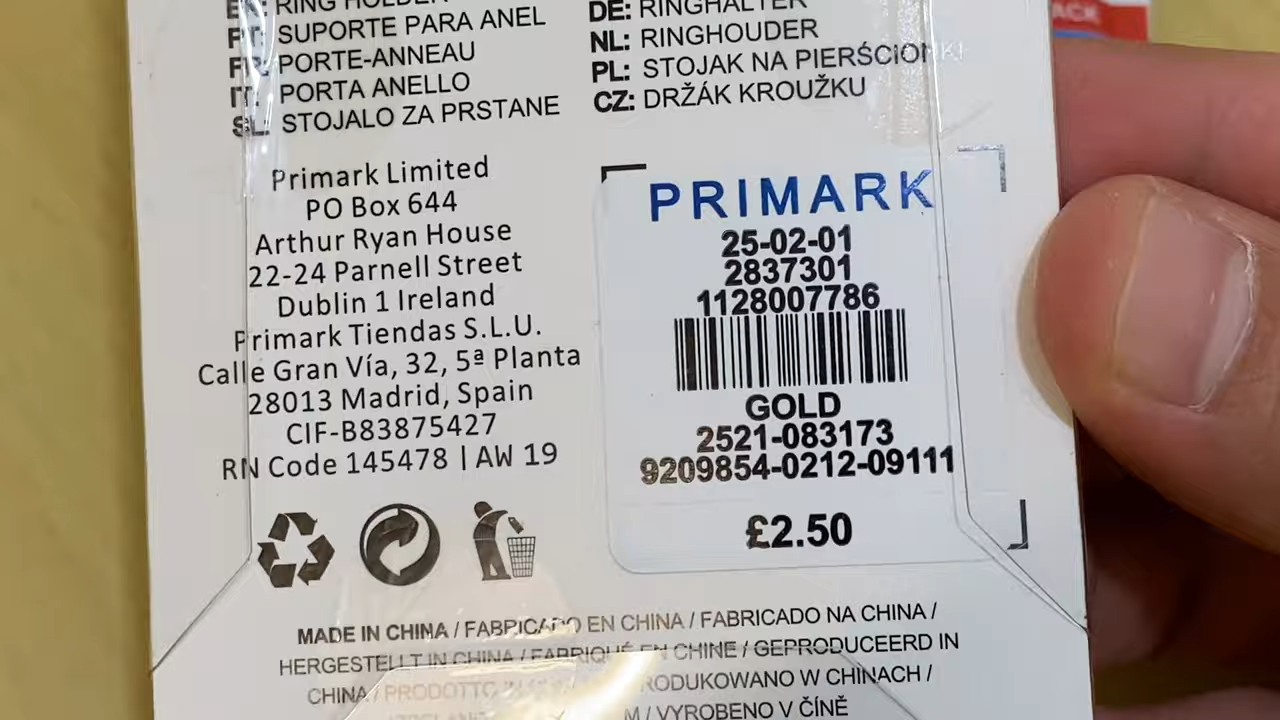 RING HOLDER
PT: SUPORTE PARA ANEL
FR: PORTE-ANNEAU
IT: PORTA ANELLO
SL: STOJALO ZA PRSTANE
DE: RINGHALTER
NL: RINGHOUDER
PL: STOJAK NA PIERŚCIONKI
CZ: DRŽÁK KROUŽKU
Primark Limited
PO Box 644
Arthur Ryan House
22-24 Parnell Street
Dublin 1 Ireland
Primark Tiendas S.L.U.
Calle Gran Vía, 32, 5ª Planta
28013 Madrid, Spain
CIF-B83875427
RN Code 145478 | AW 19
PRIMARK
25-02-01
2837301
1128007786
GOLD
2521-083173
9209854-0212-09111
£2.50
MADE IN CHINA / FABRICADO EN CHINA / FABRICADO NA CHINA /
HERGESTELLT IN CHINA / FABRIQUÉ EN CHINE / GEPRODUCEERD IN
CHINA / PRODOTTO IN WYPRODUKOWANO W CHINACH /
/ VYROBENO V ČÍNĚ